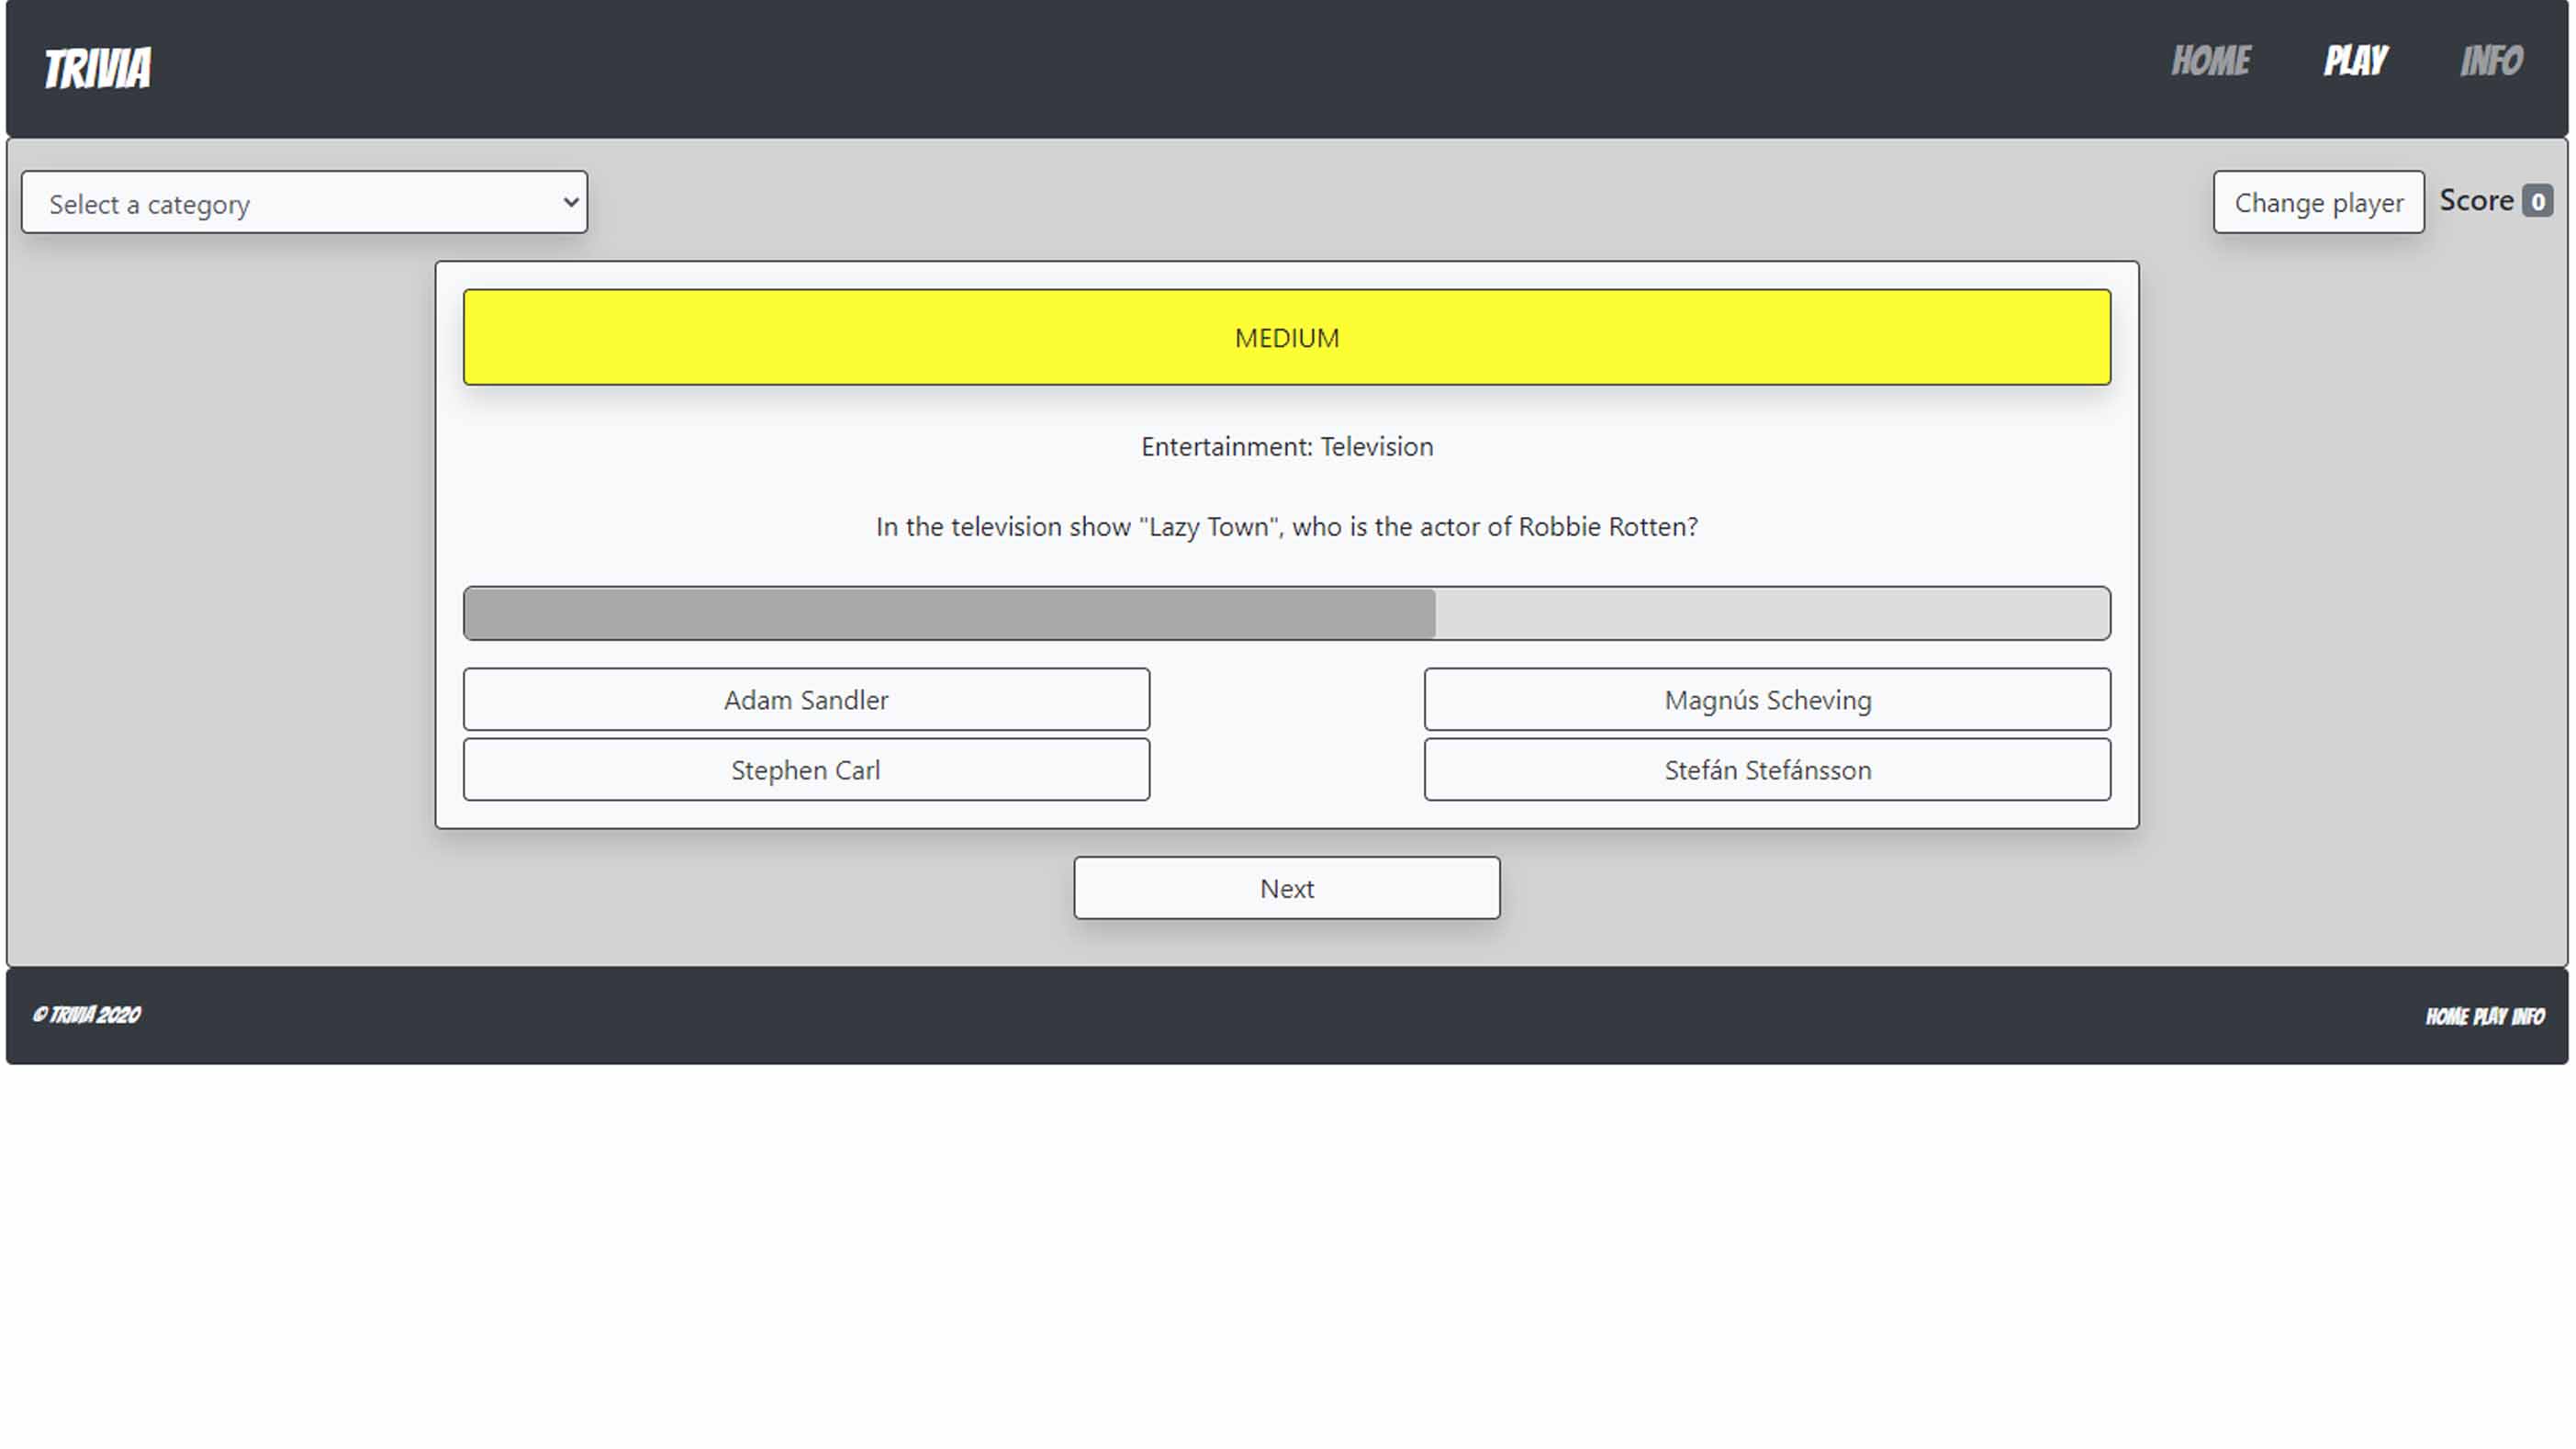 TRIVIA
HOME PLAY INFO
Select a category
Change player Score 0
MEDIUM
Entertainment: Television
In the television show "Lazy Town", who is the actor of Robbie Rotten?
Adam Sandler
Magnús Scheving
Stephen Carl
Stefán Stefánsson
Next
© TRIVIA 2020
HOME PLAY INFO